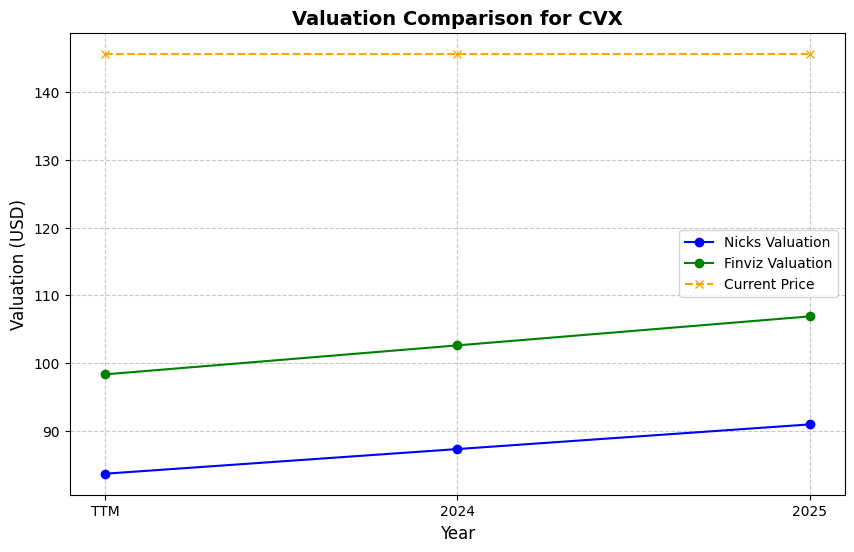 Valuation Comparison for CVX
Valuation (USD)
140
130
120
110
100
90
Nicks Valuation
Finviz Valuation
Current Price
TTM
2024
2025
Year